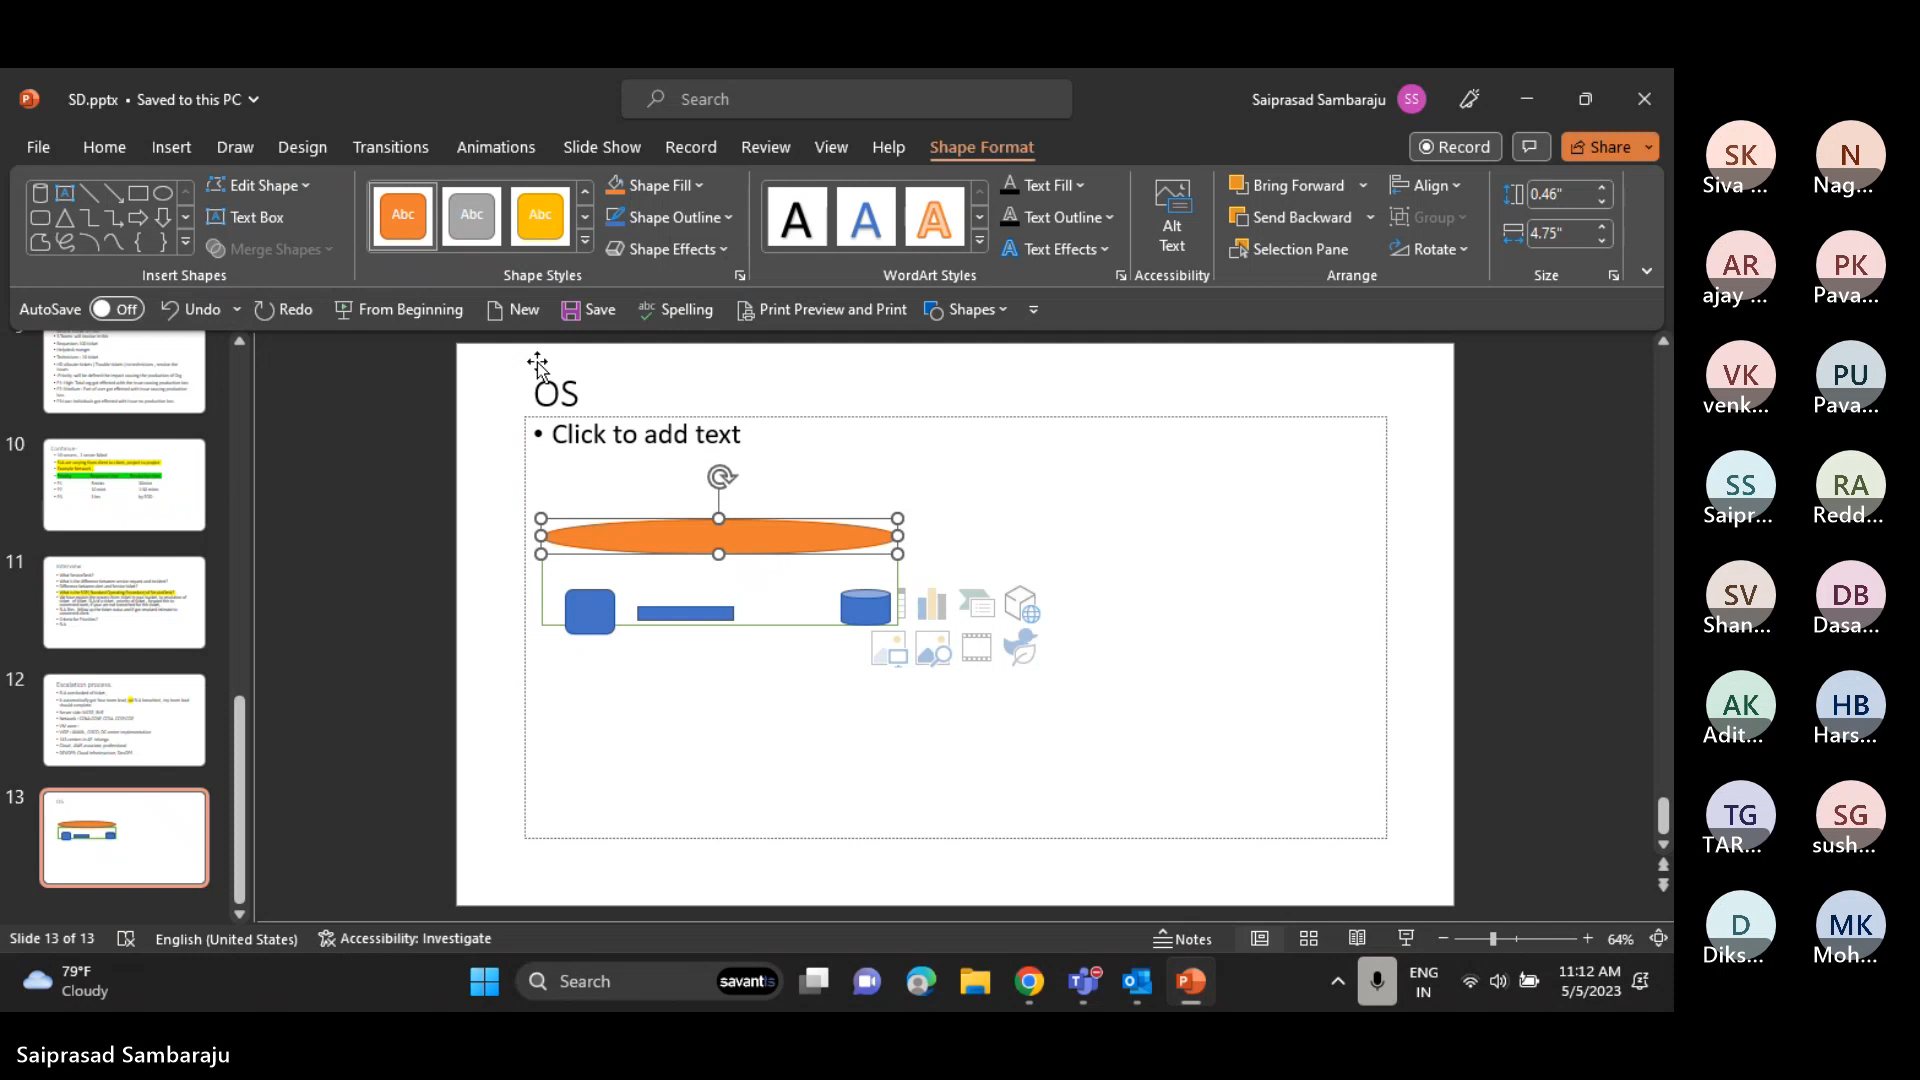 SD.pptx • Saved to this PC
Search
Saiprasad Sambaraju SS
File Home Insert Draw Design Transitions Animations Slide Show Record Review View Help Shape Format
Record Share
Edit Shape
Text Box
Merge Shapes
Insert Shapes
Abc Abc Abc
Shape Fill
Shape Outline
Shape Effects
Shape Styles
A A A
Text Fill
Text Outline
Text Effects
WordArt Styles
Alt
Text
Accessibility
Bring Forward
Send Backward
Selection Pane
Align
Group
Rotate
Arrange
0.46"
4.75"
Size
AutoSave Off Undo Redo From Beginning New Save Spelling Print Preview and Print Shapes
10
11
12
Escalation process.
13
OS
OS
• Click to add text
Slide 13 of 13 English (United States) Accessibility: Investigate Notes 64%
79°F
Cloudy
Search savantis
ENG
IN
11:12 AM
5/5/2023
SK
Siva ...
N
Nag...
AR
ajay ...
PK
Pava...
VK
venk...
PU
Pava...
SS
Saipr...
RA
Redd...
SV
Shan...
DB
Dasa...
AK
Adit...
HB
Hars...
TG
TAR...
SG
sush...
D
Diks...
MK
Moh...
Saiprasad Sambaraju